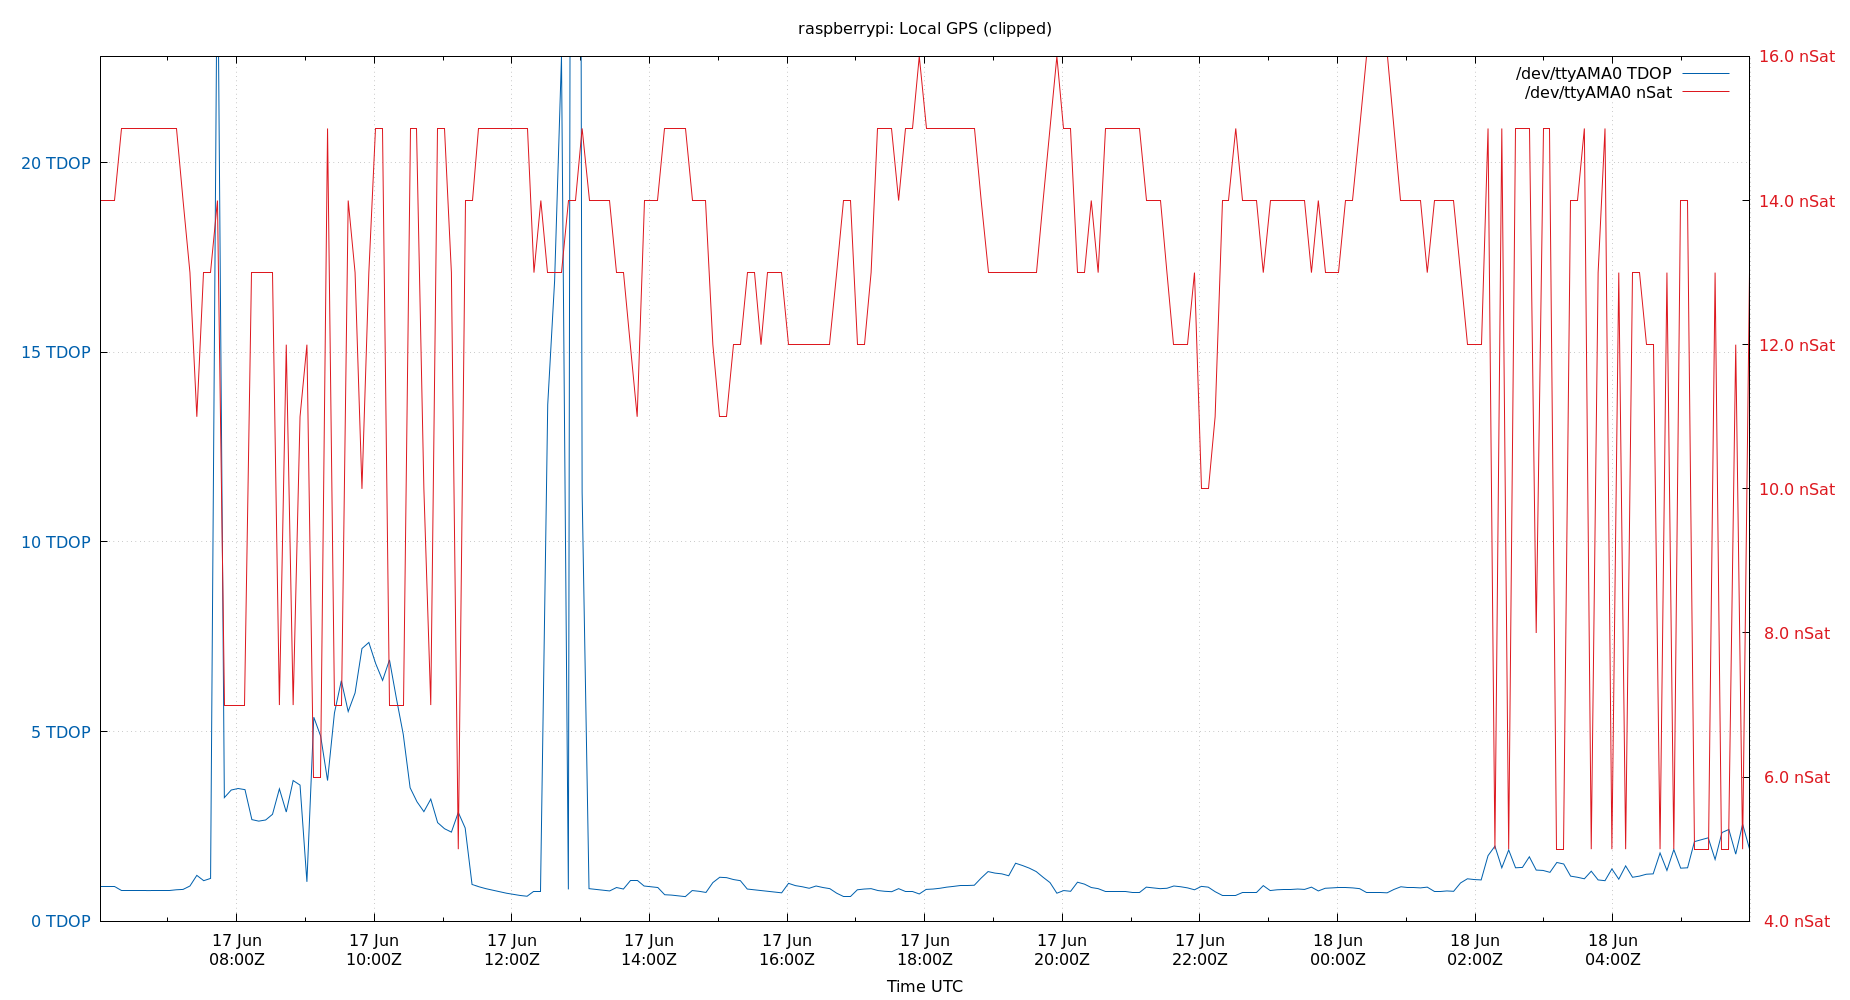 raspberrypi: Local GPS (clipped)
/dev/ttyAMA0 TDOP
/dev/ttyAMA0 nSat
20 TDOP
15 TDOP
10 TDOP
5 TDOP
0 TDOP
16.0 nSat
14.0 nSat
12.0 nSat
10.0 nSat
8.0 nSat
6.0 nSat
4.0 nSat
17 Jun
08:00Z
17 Jun
10:00Z
17 Jun
12:00Z
17 Jun
14:00Z
17 Jun
16:00Z
17 Jun
18:00Z
17 Jun
20:00Z
17 Jun
22:00Z
18 Jun
00:00Z
18 Jun
02:00Z
18 Jun
04:00Z
Time UTC